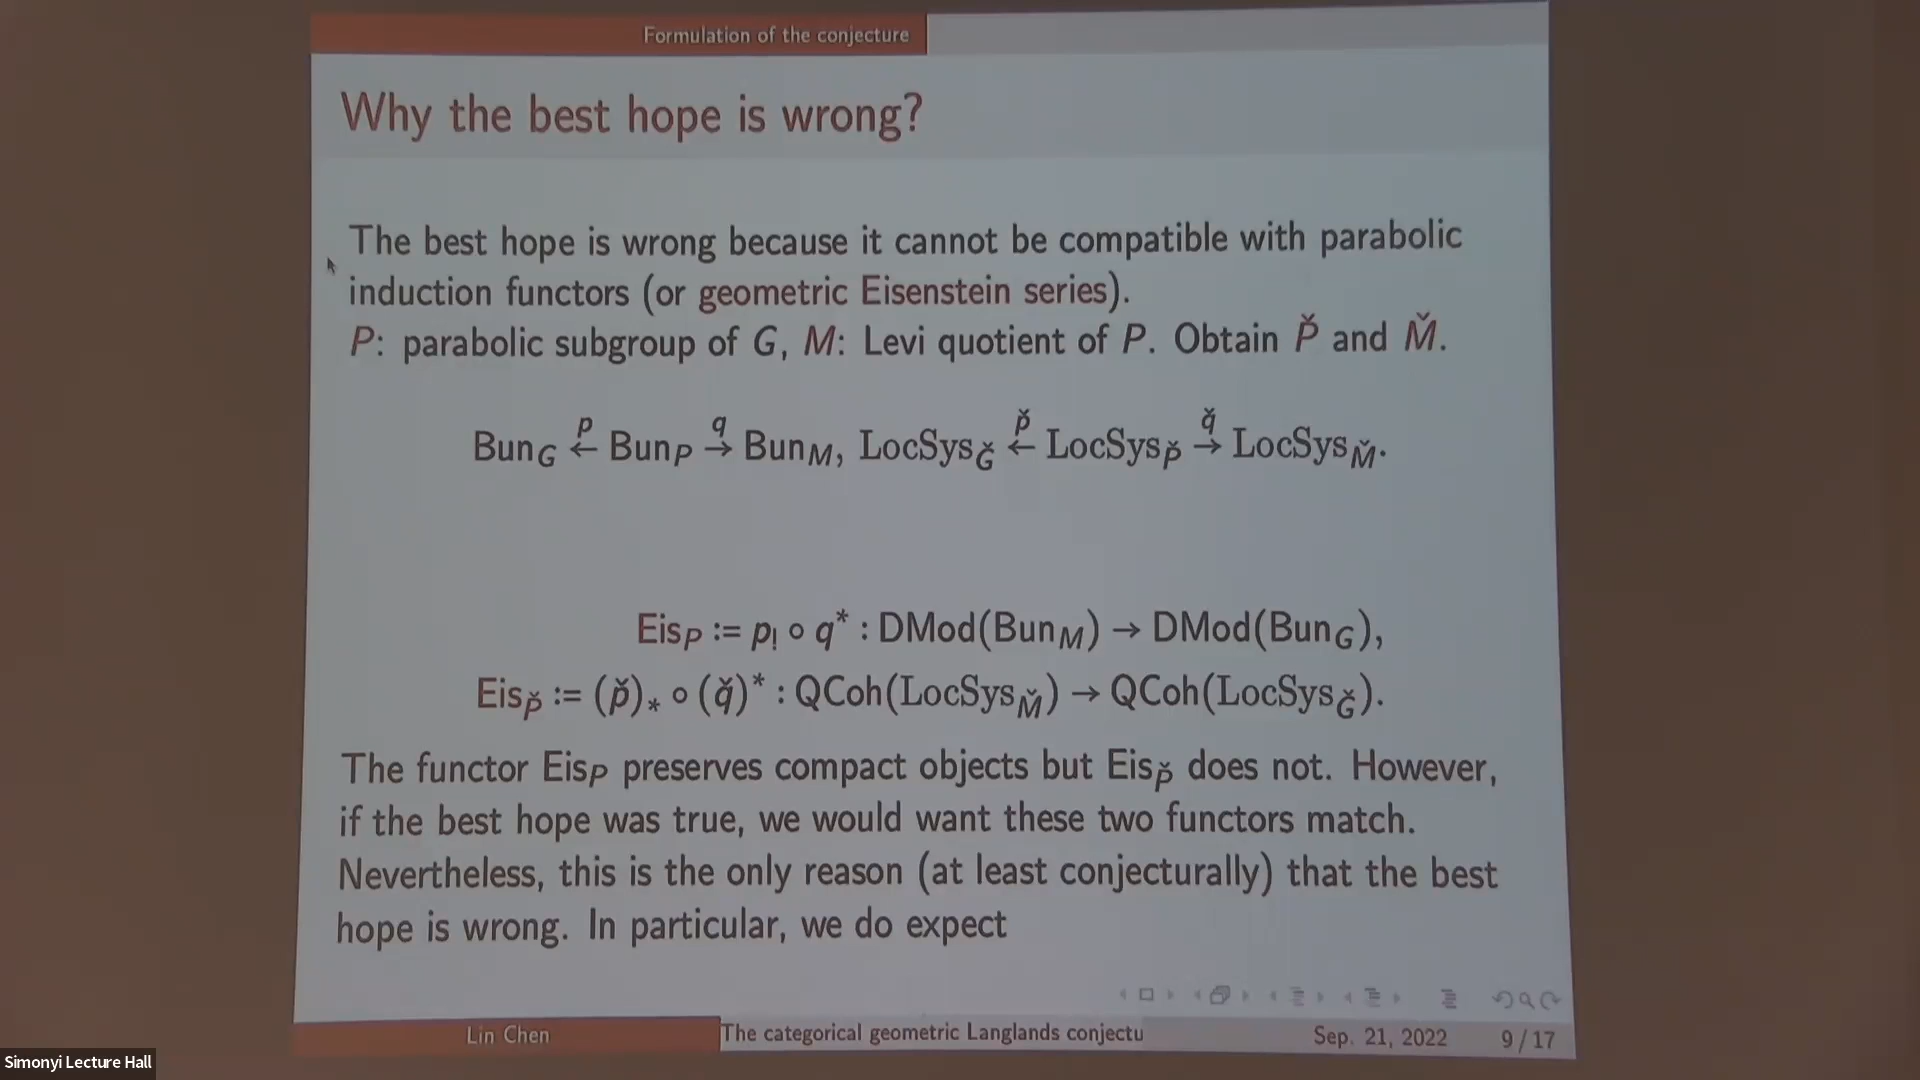 Formulation of the conjecture
Why the best hope is wrong?
The best hope is wrong because it cannot be compatible with parabolic
induction functors (or geometric Eisenstein series).
P: parabolic subgroup of G, M: Levi quotient of P. Obtain P̌ and M̌.
Bun_G ←^p Bun_P →^q Bun_M, LocSys_Ǧ ←^p̌ LocSys_P̌ →^q̌ LocSys_M̌.
Eis_P := p_! ∘ q^* : DMod(Bun_M) → DMod(Bun_G),
Eis_P̌ := (p̌)_* ∘ (q̌)^* : QCoh(LocSys_M̌) → QCoh(LocSys_Ǧ).
The functor Eis_P preserves compact objects but Eis_P̌ does not. However,
if the best hope was true, we would want these two functors match.
Nevertheless, this is the only reason (at least conjecturally) that the best
hope is wrong. In particular, we do expect
Lin Chen The categorical geometric Langlands conjectu Sep. 21, 2022 9 / 17
Simonyi Lecture Hall